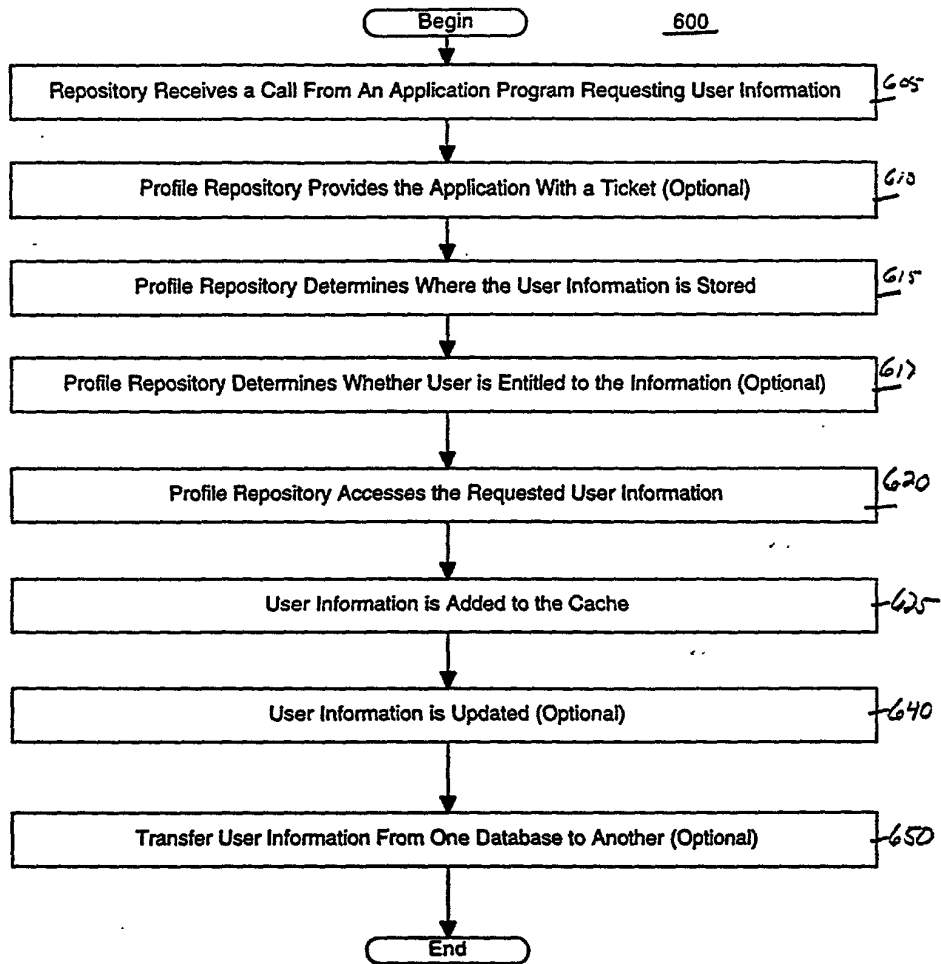 Begin
600
Repository Receives a Call From An Application Program Requesting User Information
605
Profile Repository Provides the Application With a Ticket (Optional)
610
Profile Repository Determines Where the User Information is Stored
615
Profile Repository Determines Whether User is Entitled to the Information (Optional)
617
Profile Repository Accesses the Requested User Information
620
User Information is Added to the Cache
625
User Information is Updated (Optional)
640
Transfer User Information From One Database to Another (Optional)
650
End